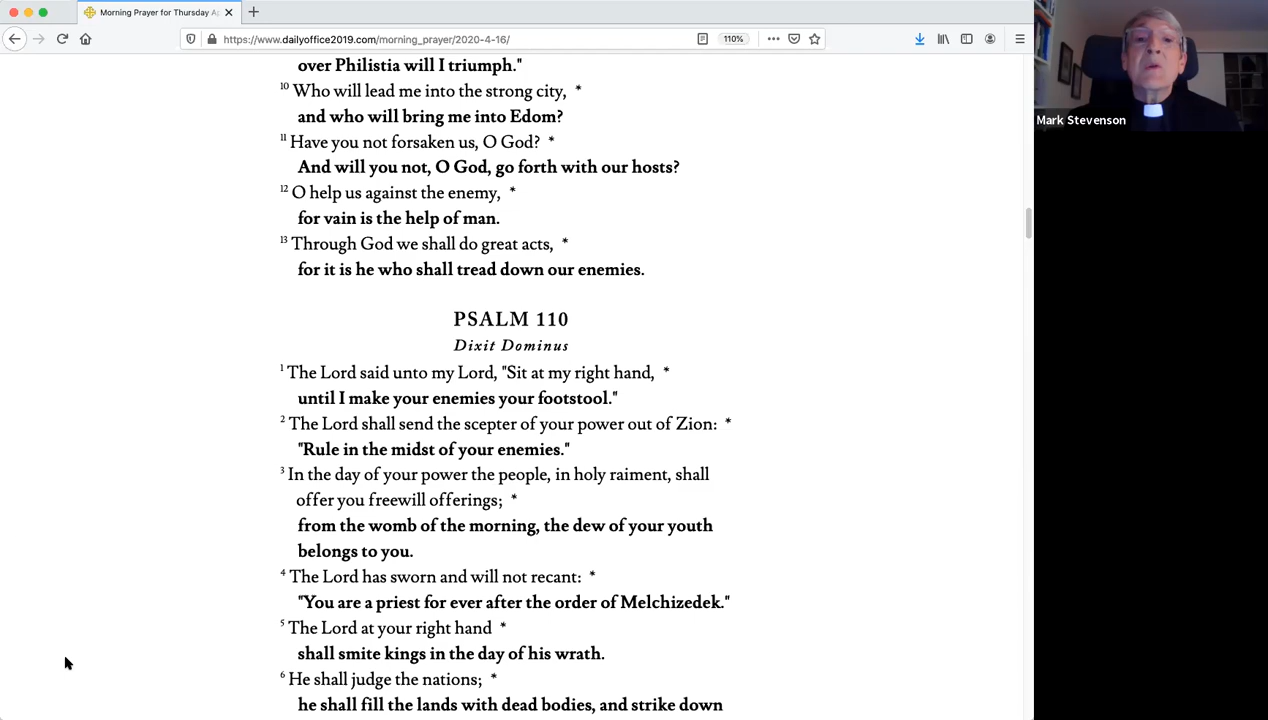 Morning Prayer for Thursday A
https://www.dailyoffice2019.com/morning_prayer/2020-4-16/
110%
over Philistia will I triumph."
10 Who will lead me into the strong city, *
and who will bring me into Edom?
11 Have you not forsaken us, O God? *
And will you not, O God, go forth with our hosts?
12 O help us against the enemy, *
for vain is the help of man.
13 Through God we shall do great acts, *
for it is he who shall tread down our enemies.
PSALM 110
Dixit Dominus
1 The Lord said unto my Lord, "Sit at my right hand, *
until I make your enemies your footstool."
2 The Lord shall send the scepter of your power out of Zion: *
"Rule in the midst of your enemies."
3 In the day of your power the people, in holy raiment, shall
offer you freewill offerings; *
from the womb of the morning, the dew of your youth
belongs to you.
4 The Lord has sworn and will not recant: *
"You are a priest for ever after the order of Melchizedek."
5 The Lord at your right hand *
shall smite kings in the day of his wrath.
6 He shall judge the nations; *
he shall fill the lands with dead bodies, and strike down
Mark Stevenson